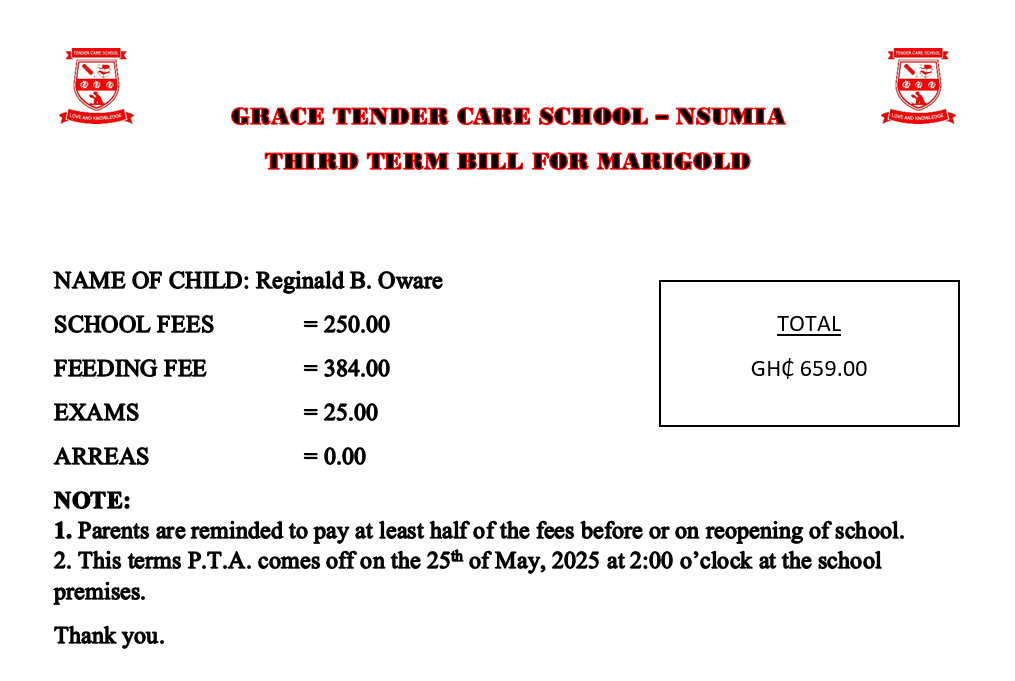 TENDER CARE SCHOOL
LOVE AND KNOWLEDGE
TENDER CARE SCHOOL
LOVE AND KNOWLEDGE
GRACE TENDER CARE SCHOOL – NSUMIA
THIRD TERM BILL FOR MARIGOLD
NAME OF CHILD: Reginald B. Oware
SCHOOL FEES = 250.00
FEEDING FEE = 384.00
EXAMS = 25.00
ARREAS = 0.00
TOTAL
GH₵ 659.00
NOTE:
1. Parents are reminded to pay at least half of the fees before or on reopening of school.
2. This terms P.T.A. comes off on the 25th of May, 2025 at 2:00 o’clock at the school
premises.
Thank you.